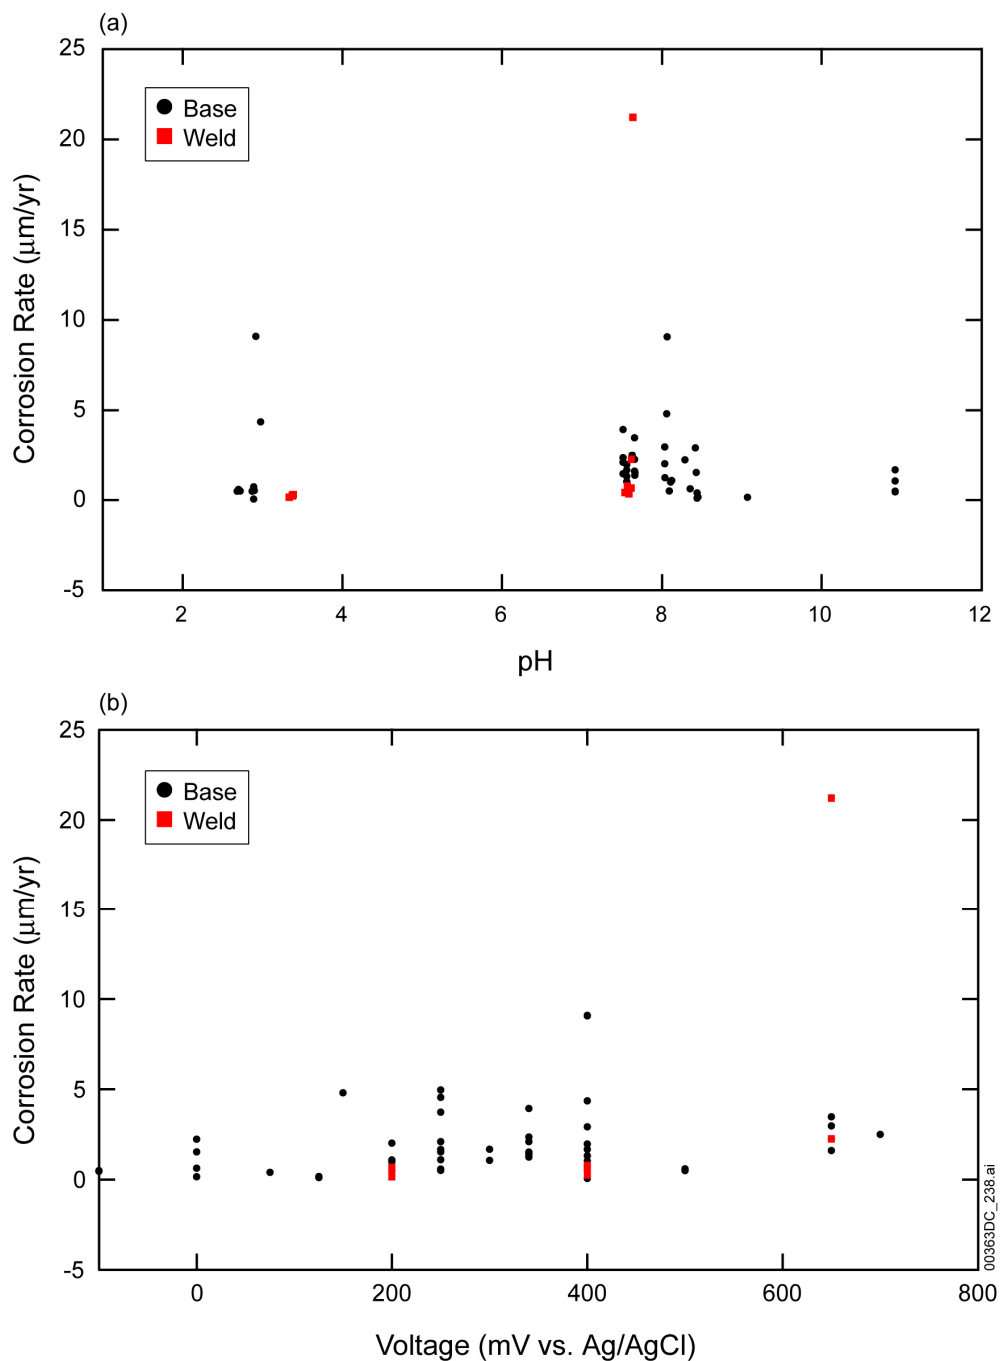 (a)
25
20
15
10
5
0
-5
Corrosion Rate (μm/yr)
Base
Weld
2 4 6 8 10 12
pH
(b)
25
20
15
10
5
0
-5
Corrosion Rate (μm/yr)
Base
Weld
0 200 400 600 800
Voltage (mV vs. Ag/AgCl)
00363DC_238.ai